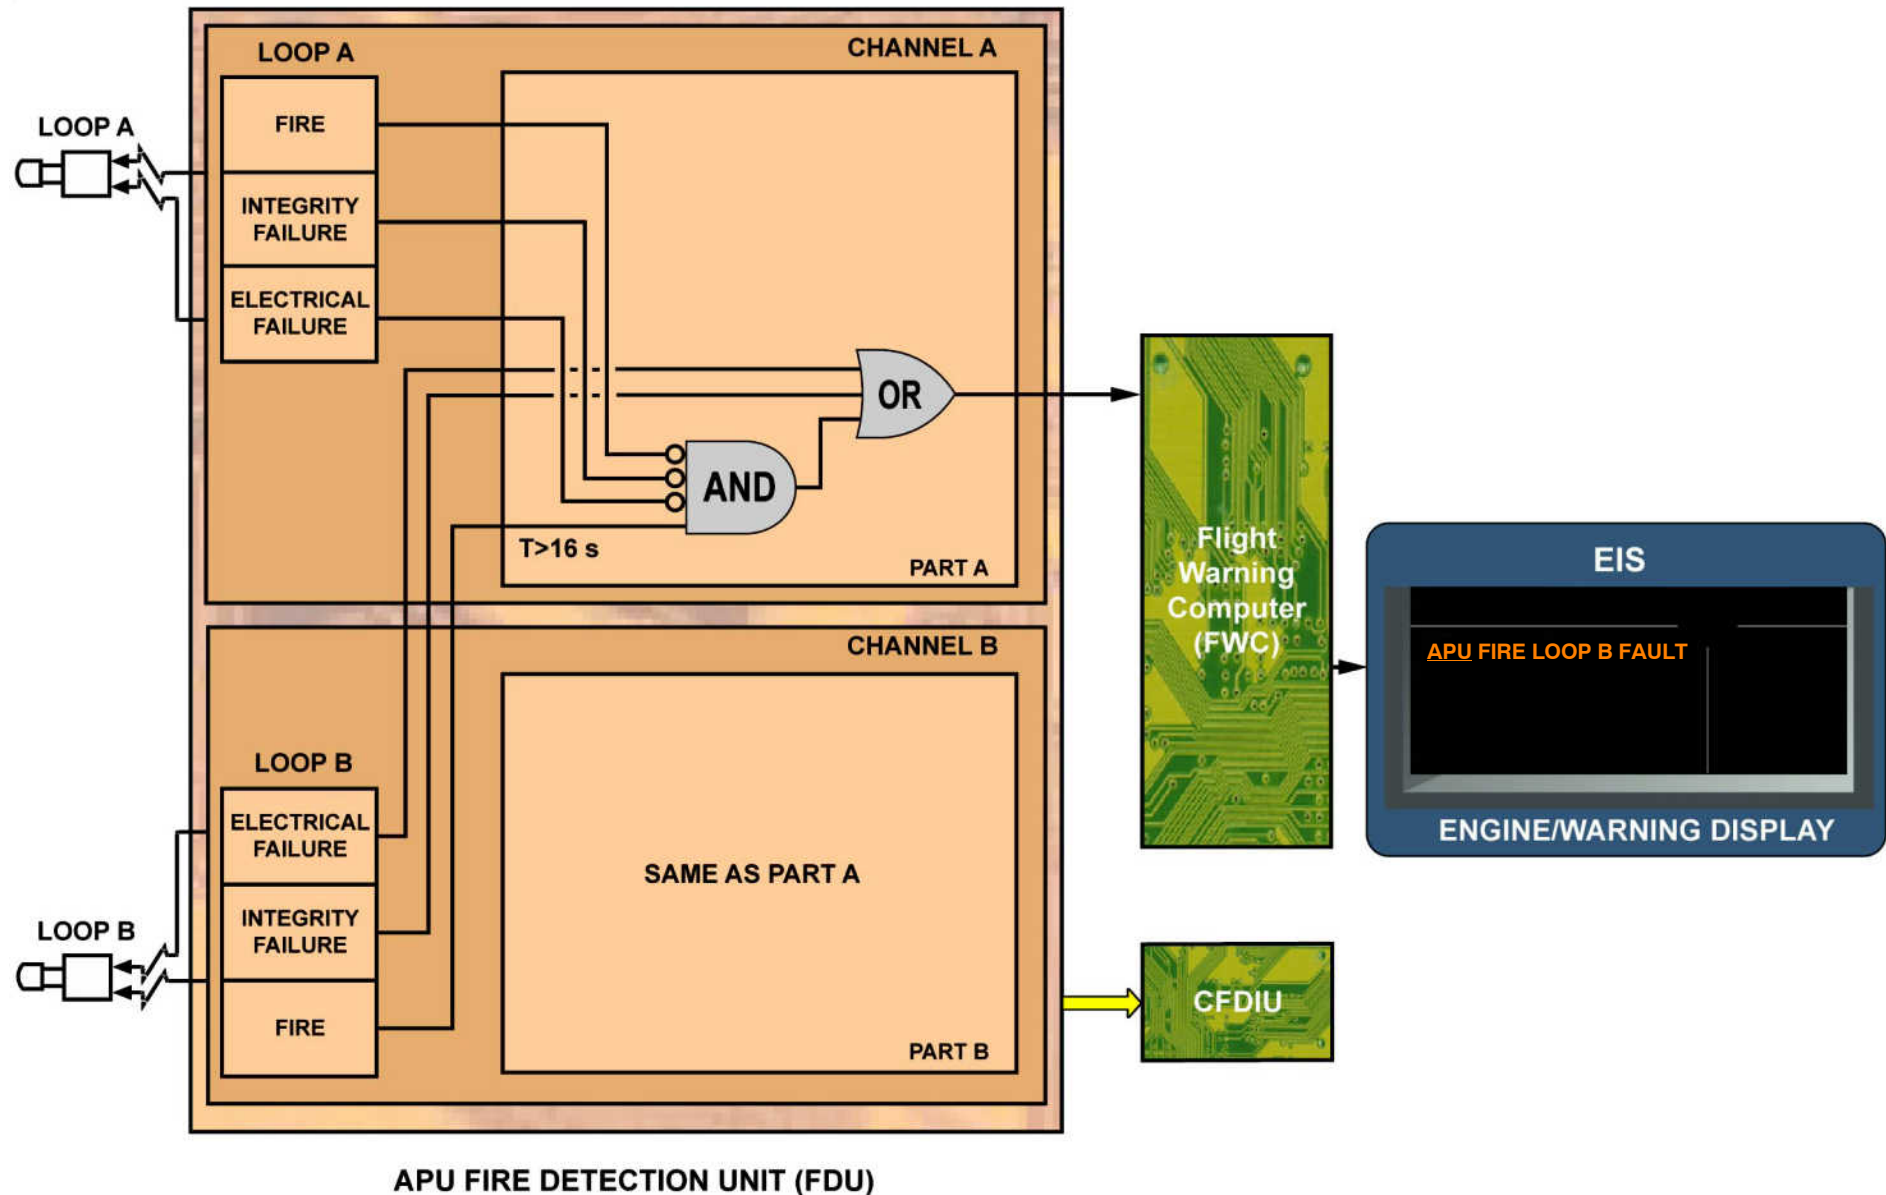 LOOP A
CHANNEL A
FIRE
LOOP A
INTEGRITY
FAILURE
ELECTRICAL
FAILURE
OR
AND
T>16 s
PART A
Flight
Warning
Computer
(FWC)
EIS
APU FIRE LOOP B FAULT
ENGINE/WARNING DISPLAY
CHANNEL B
LOOP B
ELECTRICAL
FAILURE
SAME AS PART A
INTEGRITY
FAILURE
LOOP B
FIRE
PART B
CFDIU
APU FIRE DETECTION UNIT (FDU)